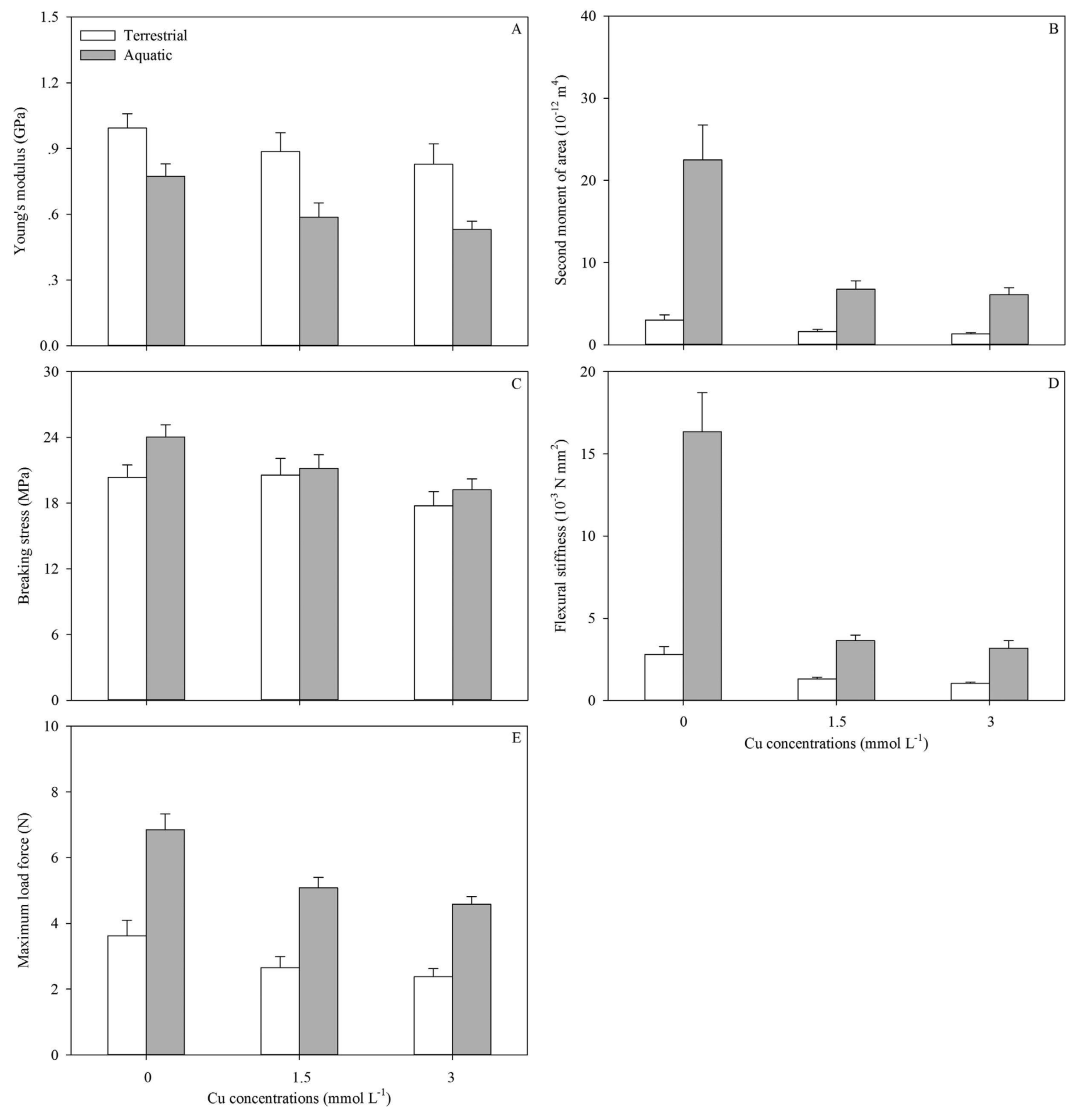 A
Terrestrial
Aquatic
Young's modulus (GPa)
1.5
1.2
.9
.6
.3
0.0
B
Second moment of area (10⁻¹² m⁴)
40
30
20
10
0
C
Breaking stress (MPa)
30
24
18
12
6
0
D
Flexural stiffness (10⁻³ N mm²)
20
15
10
5
0
0 1.5 3
Cu concentrations (mmol L⁻¹)
E
Maximum load force (N)
10
8
6
4
2
0
0 1.5 3
Cu concentrations (mmol L⁻¹)